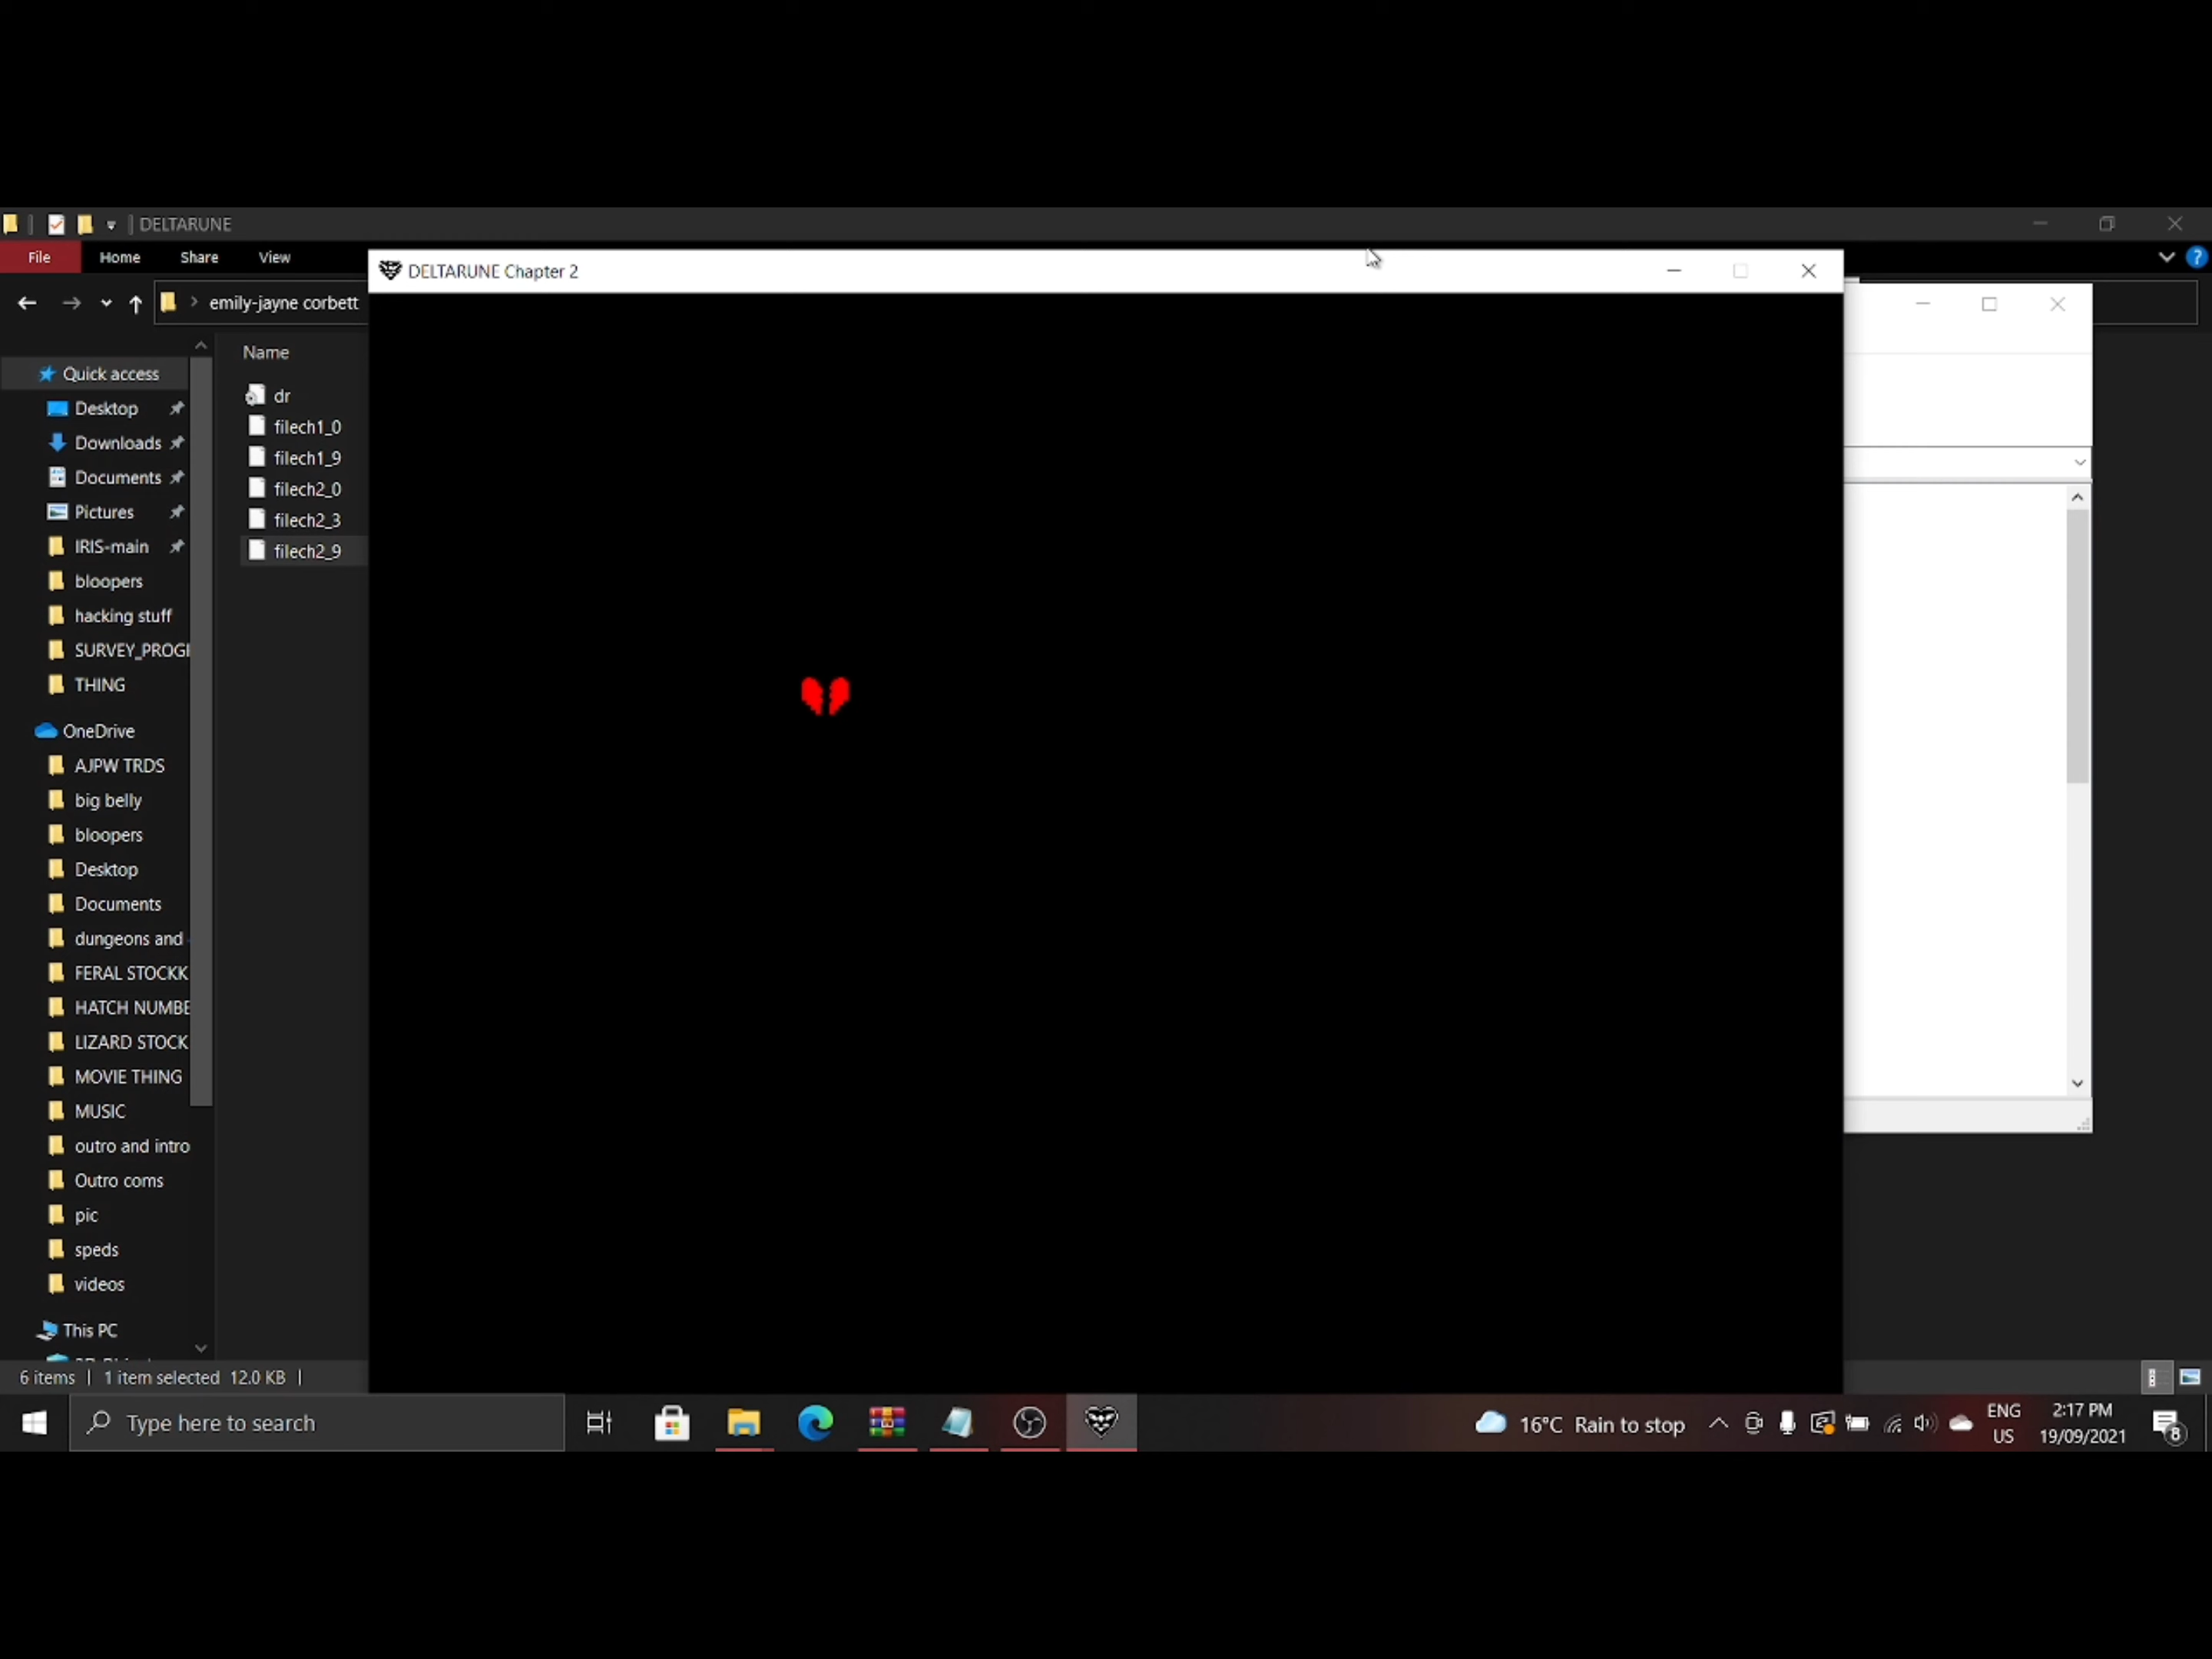 DELTARUNE
File Home Share View
DELTARUNE Chapter 2
emily-jayne corbett
Name
Quick access
dr
Desktop
filech1_0
Downloads
filech1_9
Documents
filech2_0
Pictures
filech2_3
IRIS-main
filech2_9
bloopers
hacking stuff
SURVEY_PROGI
THING
OneDrive
AJPW TRDS
big belly
bloopers
Desktop
Documents
dungeons and
FERAL STOCKK
HATCH NUMBE
LIZARD STOCK
MOVIE THING
MUSIC
outro and intro
Outro coms
pic
speds
videos
This PC
6 items 1 item selected 12.0 KB
Type here to search
16°C Rain to stop
ENG
US
2:17 PM
19/09/2021
8